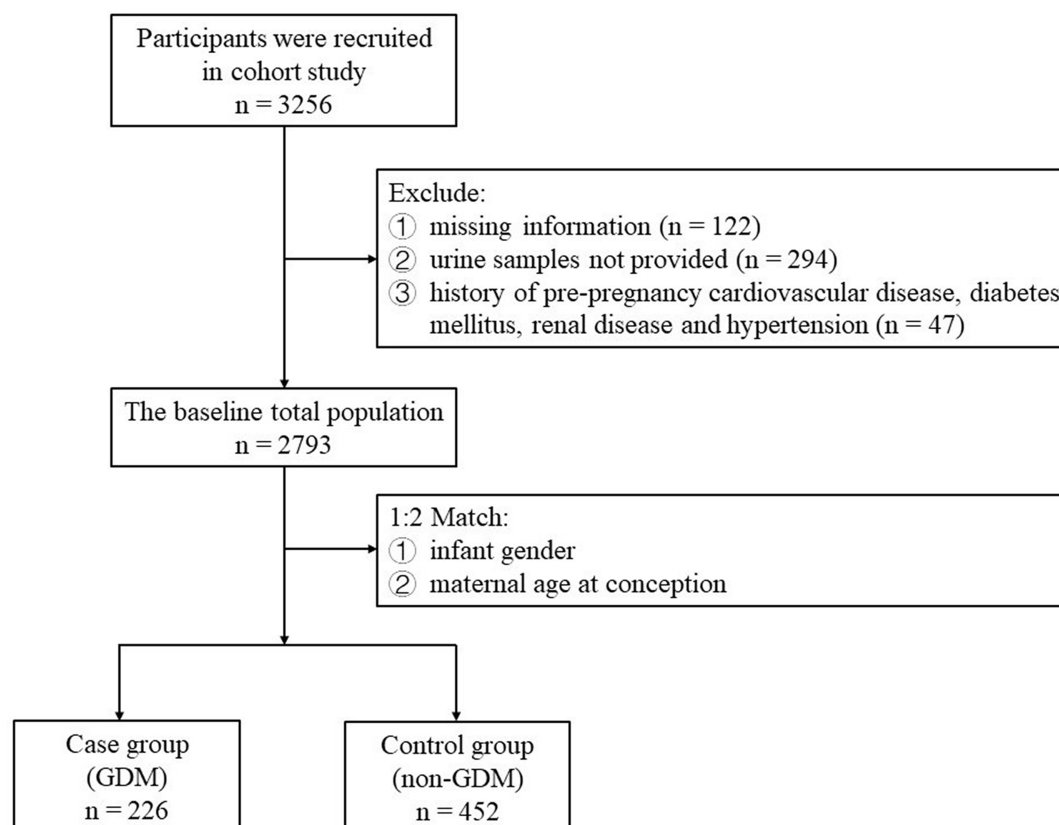 Participants were recruited
in cohort study
n = 3256
Exclude:
① missing information (n = 122)
② urine samples not provided (n = 294)
③ history of pre-pregnancy cardiovascular disease, diabetes
mellitus, renal disease and hypertension (n = 47)
The baseline total population
n = 2793
1:2 Match:
① infant gender
② maternal age at conception
Case group
(GDM)
n = 226
Control group
(non-GDM)
n = 452